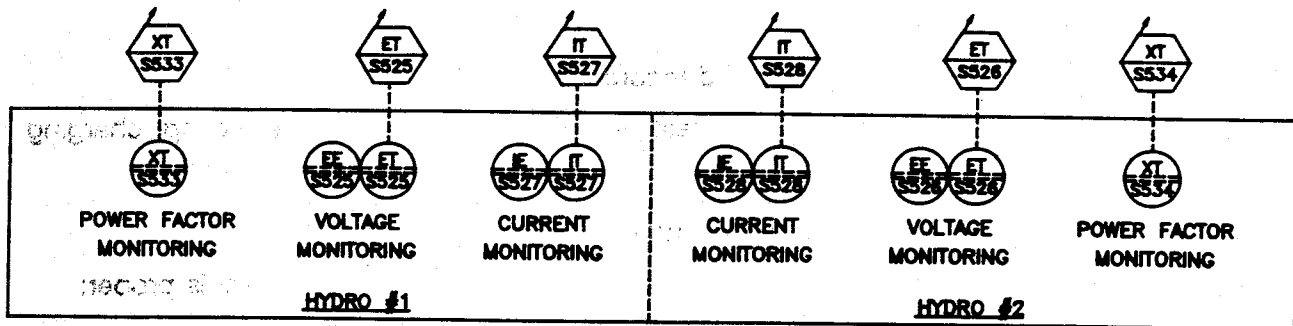 XT ET IT IT ET XT
S533 S525 S527 S528 S526 S534
XT EE ET IE IT IE IT EE ET XT
S533 S525 S525 S527 S527 S528 S528 S526 S526 S534
POWER FACTOR VOLTAGE CURRENT CURRENT VOLTAGE POWER FACTOR
MONITORING MONITORING MONITORING MONITORING MONITORING MONITORING
HYDRO #1 HYDRO #2